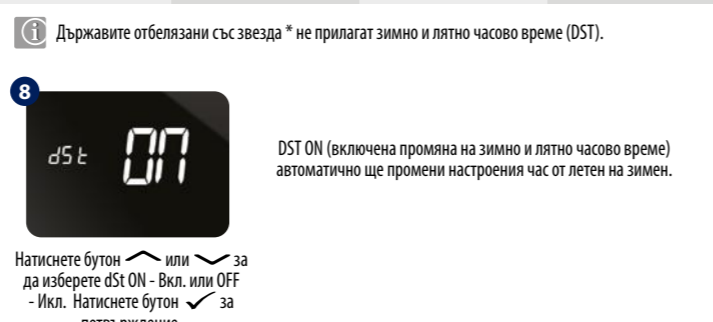 Държавите отбелязани със звезда * не прилагат зимно и лятно часово време (DST).
8
dSt ON
DST ON (включена промяна на зимно и лятно часово време)
автоматично ще промени настроения час от летен на зимен.
Натиснете бутон или за
да изберете dSt ON - Вкл. или OFF
- Икл. Натиснете бутон за